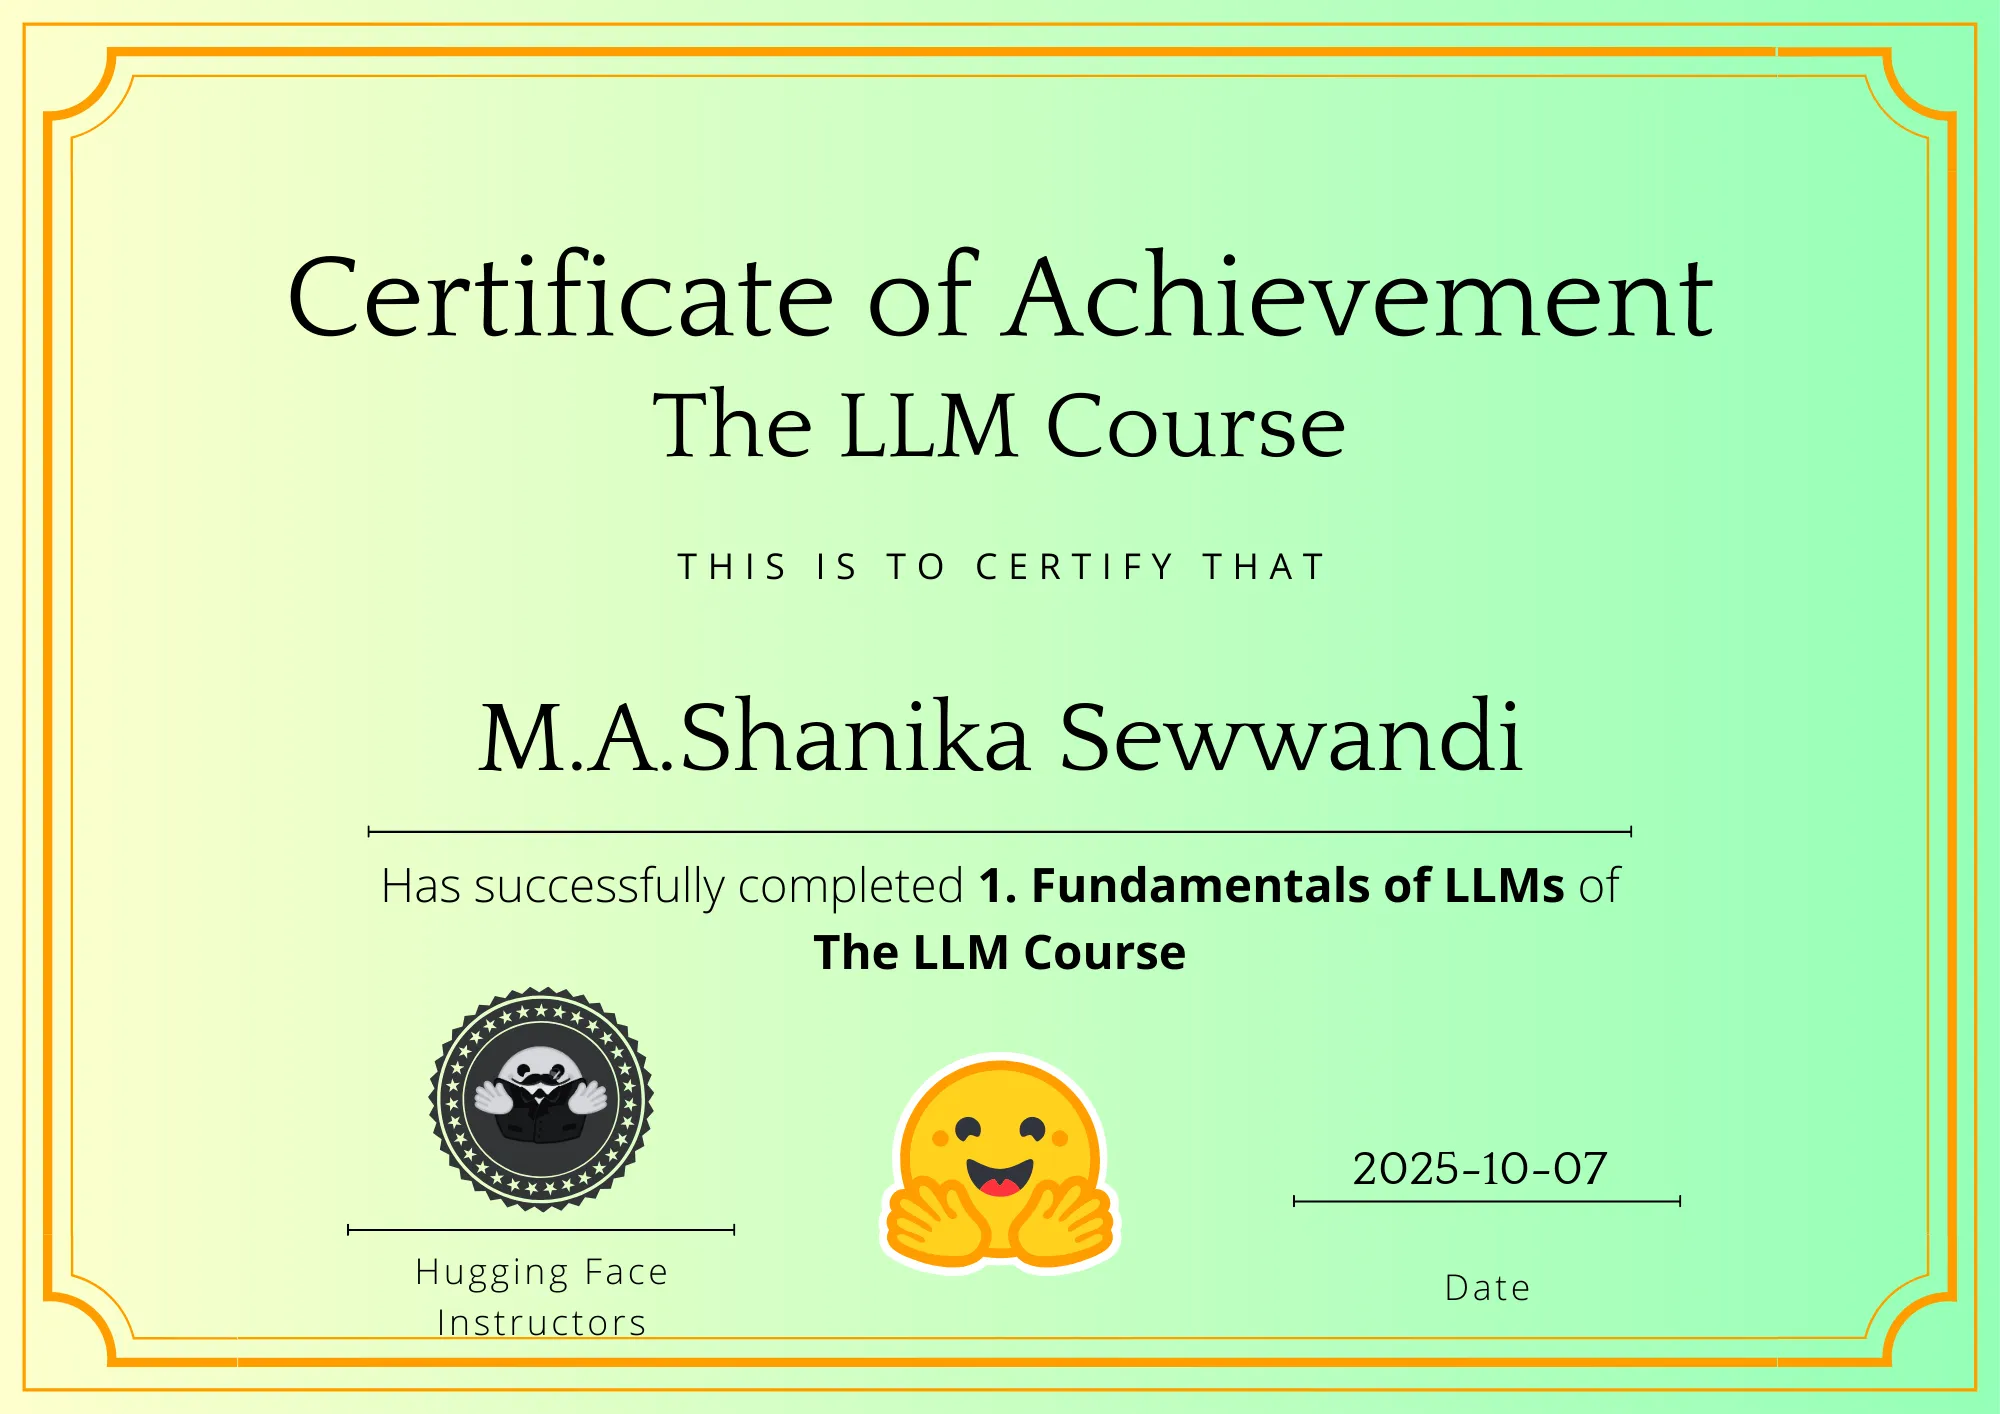 Certificate of Achievement
The LLM Course
THIS IS TO CERTIFY THAT
M.A.Shanika Sewwandi
Has successfully completed 1. Fundamentals of LLMs of
The LLM Course
2025-10-07
Hugging Face
Instructors
Date